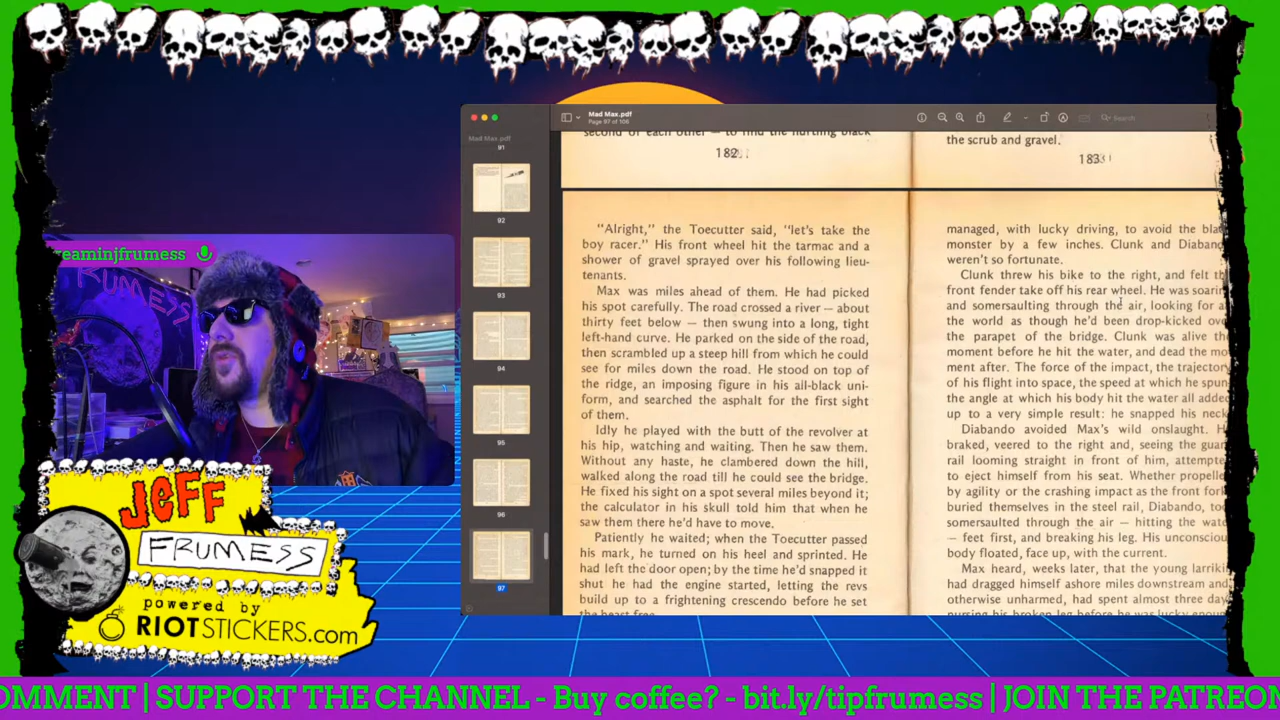 Mad Max.pdf
Page 97 of 106
Search
Mad Max.pdf
91
92
93
94
95
96
97
second of each other — to find the hurtling black
182
the scrub and gravel.
183
"Alright," the Toecutter said, "let's take the
boy racer." His front wheel hit the tarmac and a
shower of gravel sprayed over his following lieu-
tenants.
Max was miles ahead of them. He had picked
his spot carefully. The road crossed a river — about
thirty feet below — then swung into a long, tight
left-hand curve. He parked on the side of the road,
then scrambled up a steep hill from which he could
see for miles down the road. He stood on top of
the ridge, an imposing figure in his all-black uni-
form, and searched the asphalt for the first sight
of them.
Idly he played with the butt of the revolver at
his hip, watching and waiting. Then he saw them.
Without any haste, he clambered down the hill,
walked along the road till he could see the bridge.
He fixed his sight on a spot several miles beyond it;
the calculator in his skull told him that when he
saw them there he'd have to move.
Patiently he waited; when the Toecutter passed
his mark, he turned on his heel and sprinted. He
had left the door open; by the time he'd snapped it
shut he had the engine started, letting the revs
build up to a frightening crescendo before he set
the beast free.
managed, with lucky driving, to avoid the bla
monster by a few inches. Clunk and Diaband
weren't so fortunate.
Clunk threw his bike to the right, and felt th
front fender take off his rear wheel. He was soarin
and somersaulting through the air, looking for a
the world as though he'd been drop-kicked ove
the parapet of the bridge. Clunk was alive the
moment before he hit the water, and dead the mo
ment after. The force of the impact, the trajector
of his flight into space, the speed at which he spun
the angle at which his body hit the water all added
up to a very simple result: he snapped his neck
Diabando avoided Max's wild onslaught. H
braked, veered to the right and, seeing the guar
rail looming straight in front of him, attempte
to eject himself from his seat. Whether propelle
by agility or the crashing impact as the front fork
buried themselves in the steel rail, Diabando, too
somersaulted through the air — hitting the wate
— feet first, and breaking his leg. His unconsciou
body floated, face up, with the current.
Max heard, weeks later, that the young larriki
had dragged himself ashore miles downstream and
otherwise unharmed, had spent almost three day
nursing his broken leg before he was lucky enoug
eaminjfrumess
FRUMESS
JEFF
FRUMESS
powered by
RIOTSTICKERS.com
OMMENT | SUPPORT THE CHANNEL - Buy coffee? - bit.ly/tipfrumess | JOIN THE PATREON